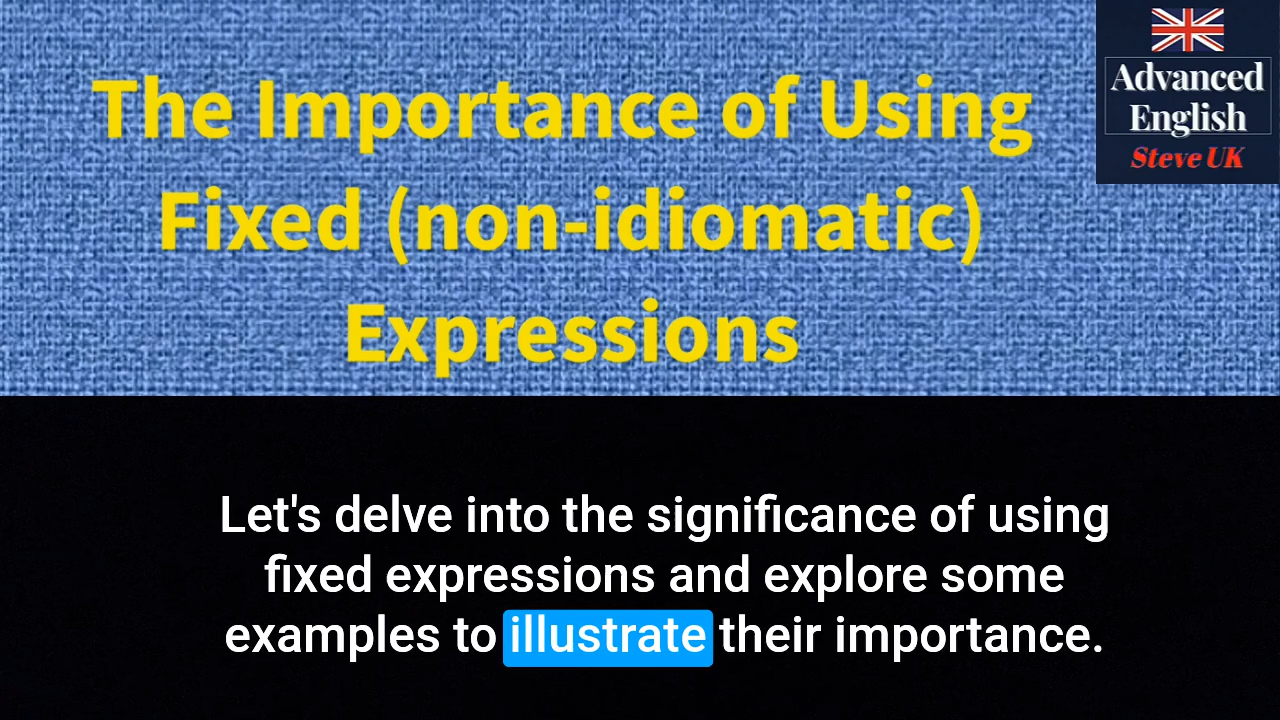 The Importance of Using
Fixed (non-idiomatic)
Expressions
Advanced
English
Steve UK
Let's delve into the significance of using
fixed expressions and explore some
examples to illustrate their importance.